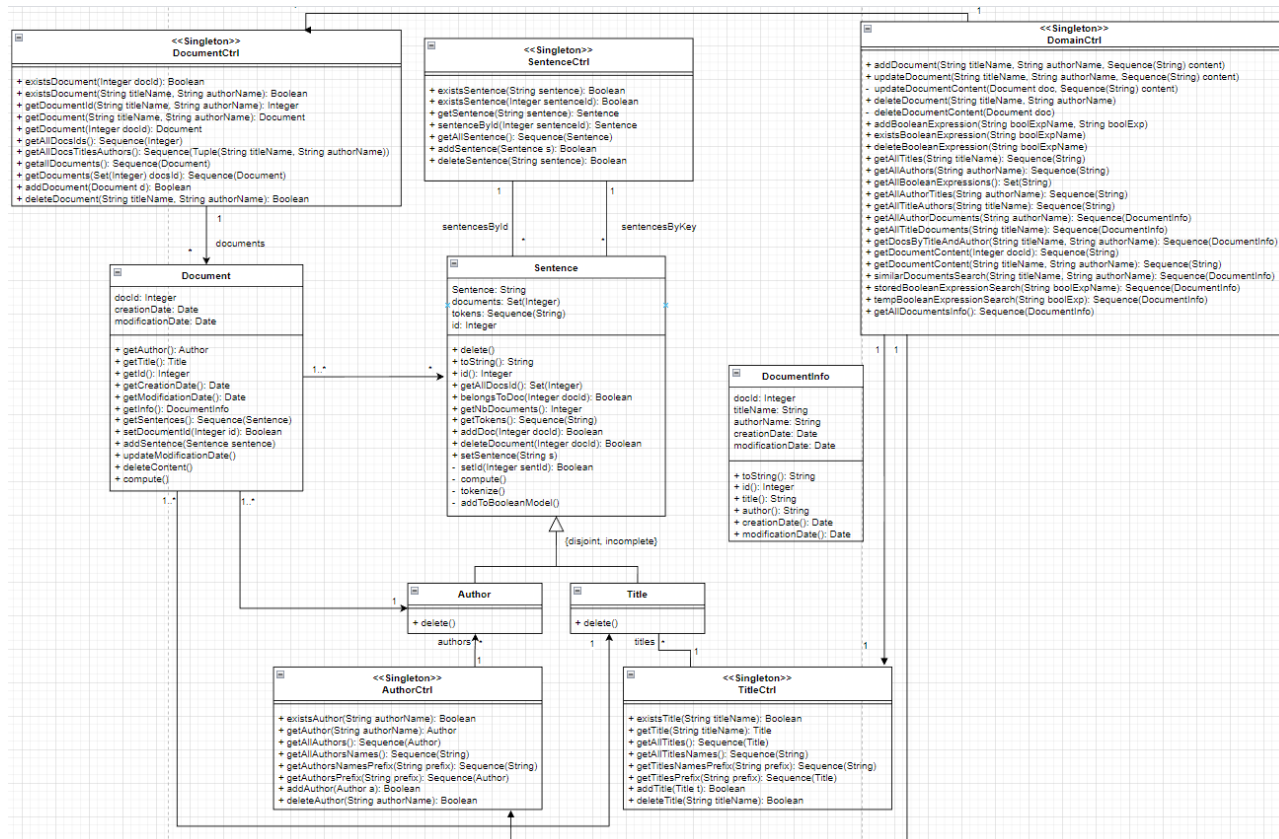 1
<<Singleton>>
DocumentCtrl
+ existsDocument(Integer docId): Boolean
+ existsDocument(String titleName, String authorName): Boolean
+ getDocumentId(String titleName, String authorName): Integer
+ getDocument(String titleName, String authorName): Document
+ getDocument(Integer docId): Document
+ getAllDocsIds(): Sequence(Integer)
+ getAllDocsTitlesAuthors(): Sequence(Tuple(String titleName, String authorName))
+ getallDocuments(): Sequence(Document)
+ getDocuments(Set(Integer) docsId): Sequence(Document)
+ addDocument(Document d): Boolean
+ deleteDocument(String titleName, String authorName): Boolean
<<Singleton>>
SentenceCtrl
+ existsSentence(String sentence): Boolean
+ existsSentence(Integer sentenceId): Boolean
+ getSentence(String sentence): Sentence
+ sentenceById(Integer sentenceId): Sentence
+ getAllSentence(): Sequence(Sentence)
+ addSentence(Sentence s): Boolean
+ deleteSentence(String sentence): Boolean
<<Singleton>>
DomainCtrl
+ addDocument(String titleName, String authorName, Sequence(String) content)
+ updateDocument(String titleName, String authorName, Sequence(String) content)
- updateDocumentContent(Document doc, Sequence(String) content)
+ deleteDocument(String titleName, String authorName)
- deleteDocumentContent(Document doc)
+ addBooleanExpression(String boolExpName, String boolExp)
+ existsBooleanExpression(String boolExpName)
+ deleteBooleanExpression(String boolExpName)
+ getAllTitles(String titleName): Sequence(String)
+ getAllAuthors(String authorName): Sequence(String)
+ getAllBooleanExpressions(): Set(String)
+ getAllAuthorTitles(String authorName): Sequence(String)
+ getAllTitleAuthors(String titleName): Sequence(String)
+ getAllAuthorDocuments(String authorName): Sequence(DocumentInfo)
+ getAllTitleDocuments(String titleName): Sequence(DocumentInfo)
+ getDocsByTitleAndAuthor(String titleName, String authorName): Sequence(DocumentInfo)
+ getDocumentContent(Integer docId): Sequence(String)
+ getDocumentContent(String titleName, String authorName): Sequence(String)
+ similarDocumentsSearch(String titleName, String authorName): Sequence(DocumentInfo)
+ storedBooleanExpressionSearch(String boolExpName): Sequence(DocumentInfo)
+ tempBooleanExpressionSearch(String boolExp): Sequence(DocumentInfo)
+ getAllDocumentsInfo(): Sequence(DocumentInfo)
1
documents
*
1
1
sentencesById
sentencesByKey
*
*
Document
docId: Integer
creationDate: Date
modificationDate: Date
+ getAuthor(): Author
+ getTitle(): Title
+ getId(): Integer
+ getCreationDate(): Date
+ getModificationDate(): Date
+ getInfo(): DocumentInfo
+ getSentences(): Sequence(Sentence)
+ setDocumentId(Integer id): Boolean
+ addSentence(Sentence sentence)
+ updateModificationDate()
+ deleteContent()
+ compute()
1..*
*
Sentence
Sentence: String
documents: Set(Integer)
tokens: Sequence(String)
id: Integer
+ delete()
+ toString(): String
+ id(): Integer
+ getAllDocsId(): Set(Integer)
+ belongsToDoc(Integer docId): Boolean
+ getNbDocuments(): Integer
+ getTokens(): Sequence(String)
+ addDoc(Integer docId): Boolean
+ deleteDocument(Integer docId): Boolean
+ setSentence(String s)
- setId(Integer sentId): Boolean
- compute()
- tokenize()
- addToBooleanModel()
1
1
DocumentInfo
docId: Integer
titleName: String
authorName: String
creationDate: Date
modificationDate: Date
+ toString(): String
+ id(): Integer
+ title(): String
+ author(): String
+ creationDate(): Date
+ modificationDate(): Date
1..*
1..*
{disjoint, incomplete}
Author
+ delete()
Title
+ delete()
1
authors
*
1
1
titles
*
1
1
<<Singleton>>
AuthorCtrl
+ existsAuthor(String authorName): Boolean
+ getAuthor(String authorName): Author
+ getAllAuthors(): Sequence(Author)
+ getAllAuthorsNames(): Sequence(String)
+ getAuthorsNamesPrefix(String prefix): Sequence(String)
+ getAuthorsPrefix(String prefix): Sequence(Author)
+ addAuthor(Author a): Boolean
+ deleteAuthor(String authorName): Boolean
<<Singleton>>
TitleCtrl
+ existsTitle(String titleName): Boolean
+ getTitle(String titleName): Title
+ getAllTitles(): Sequence(Title)
+ getAllTitlesNames(): Sequence(String)
+ getTitlesNamesPrefix(String prefix): Sequence(String)
+ getTitlesPrefix(String prefix): Sequence(Title)
+ addTitle(Title t): Boolean
+ deleteTitle(String titleName): Boolean